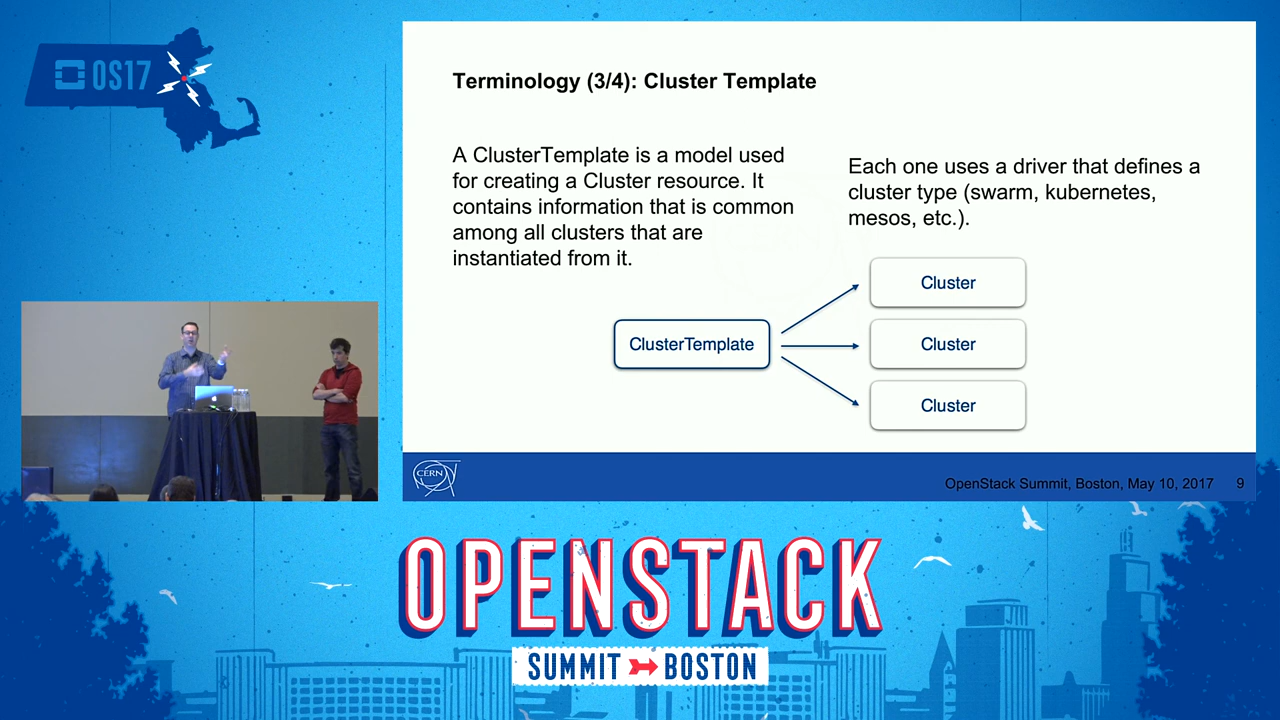 OS17
Terminology (3/4): Cluster Template
A ClusterTemplate is a model used
for creating a Cluster resource. It
contains information that is common
among all clusters that are
instantiated from it.
Each one uses a driver that defines a
cluster type (swarm, kubernetes,
mesos, etc.).
ClusterTemplate
Cluster
Cluster
Cluster
CERN
OpenStack Summit, Boston, May 10, 2017 9
OPENSTACK
SUMMIT BOSTON